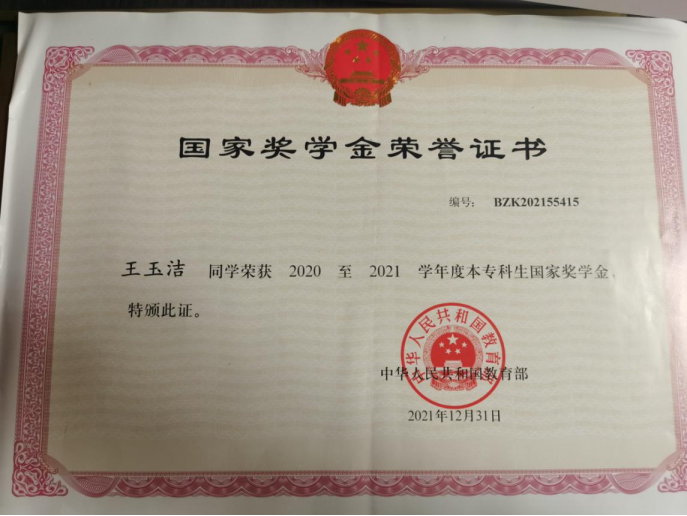 国家奖学金荣誉证书
编号: BZK202155415
王玉洁 同学荣获 2020 至 2021 学年度本专科生国家奖学金,
特颁此证。
中华人民共和国教育部
中华人民共和国教育部
2021年12月31日